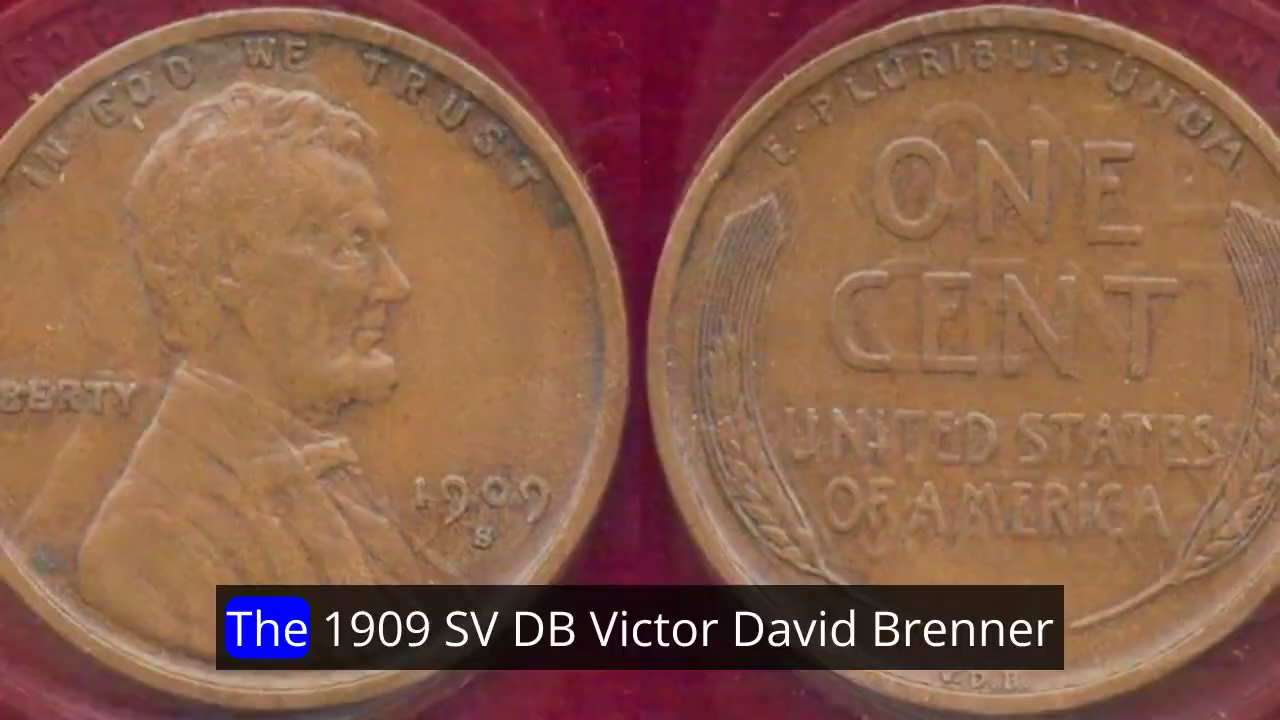 IN GOD WE TRUST
BERTY
1909
S
E·PLURIBUS·UNUM
ONE
CENT
UNITED STATES
OF AMERICA
V.D.B.
The 1909 SV DB Victor David Brenner